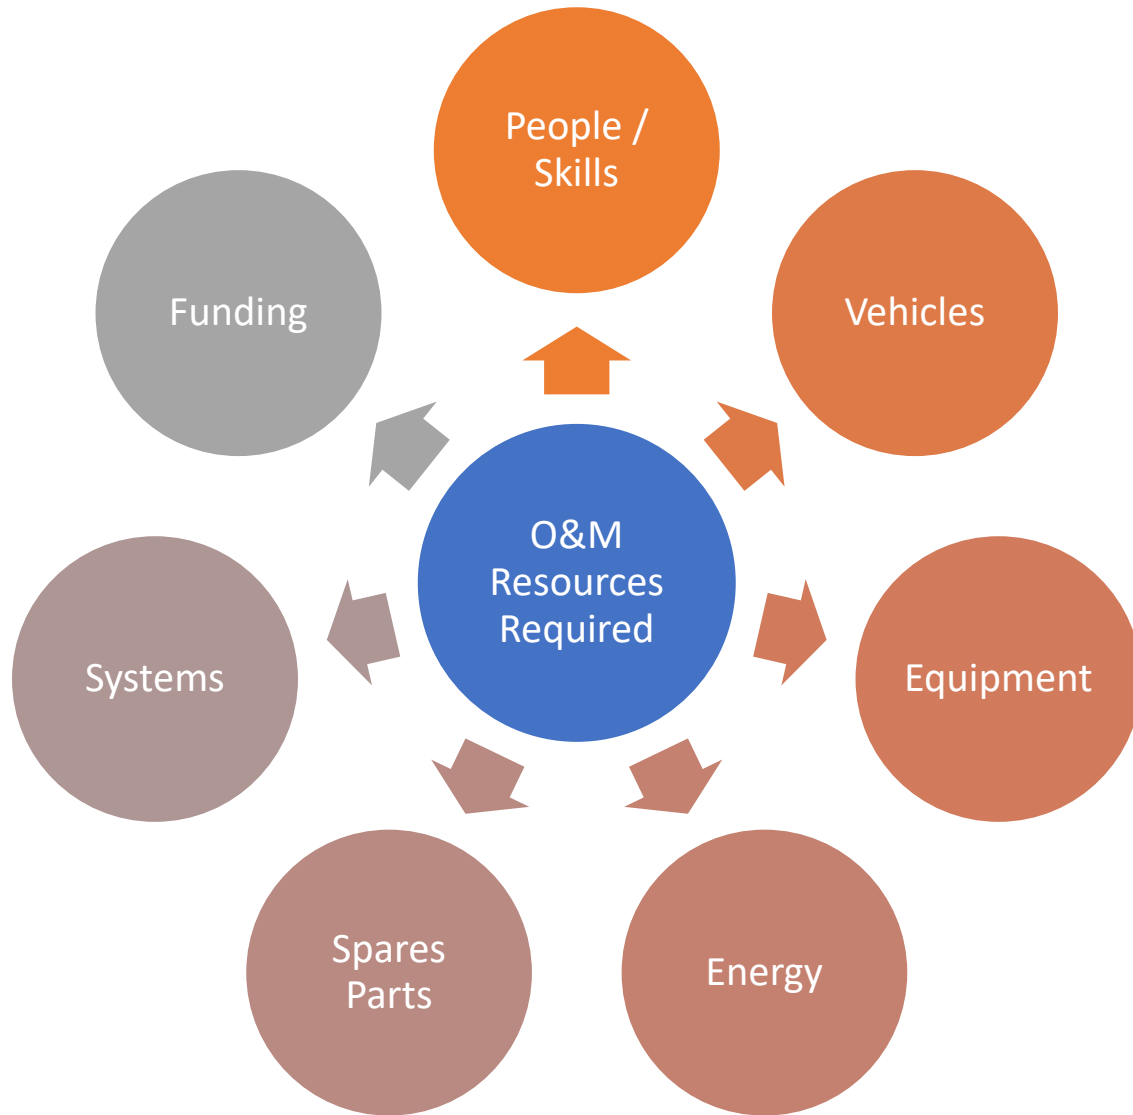 People /
Skills
Vehicles
Equipment
Energy
Spares
Parts
Systems
Funding
O&M
Resources
Required